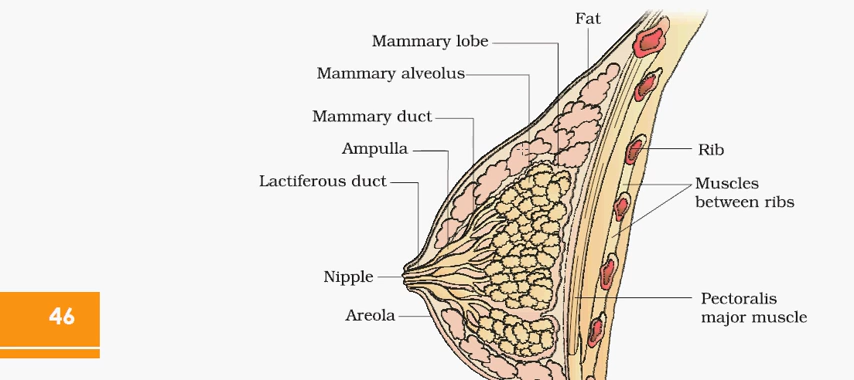 Fat
Mammary lobe
Mammary alveolus
Mammary duct
Ampulla
Lactiferous duct
Nipple
Areola
Rib
Muscles
between ribs
Pectoralis
major muscle
46